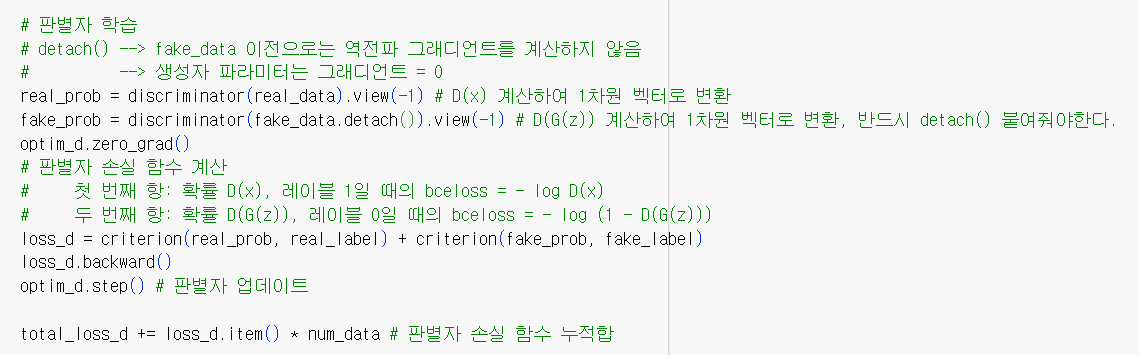 # 판별자 학습
# detach() --> fake_data 이전으로는 역전파 그래디언트를 계산하지 않음
#          --> 생성자 파라미터는 그래디언트 = 0
real_prob = discriminator(real_data).view(-1) # D(x) 계산하여 1차원 벡터로 변환
fake_prob = discriminator(fake_data.detach()).view(-1) # D(G(z)) 계산하여 1차원 벡터로 변환, 반드시 detach() 붙여줘야한다.
optim_d.zero_grad()
# 판별자 손실 함수 계산
#     첫 번째 항: 확률 D(x), 레이블 1일 때의 bceloss = - log D(x)
#     두 번째 항: 확률 D(G(z)), 레이블 0일 때의 bceloss = - log (1 - D(G(z)))
loss_d = criterion(real_prob, real_label) + criterion(fake_prob, fake_label)
loss_d.backward()
optim_d.step() # 판별자 업데이트
total_loss_d += loss_d.item() * num_data # 판별자 손실 함수 누적합